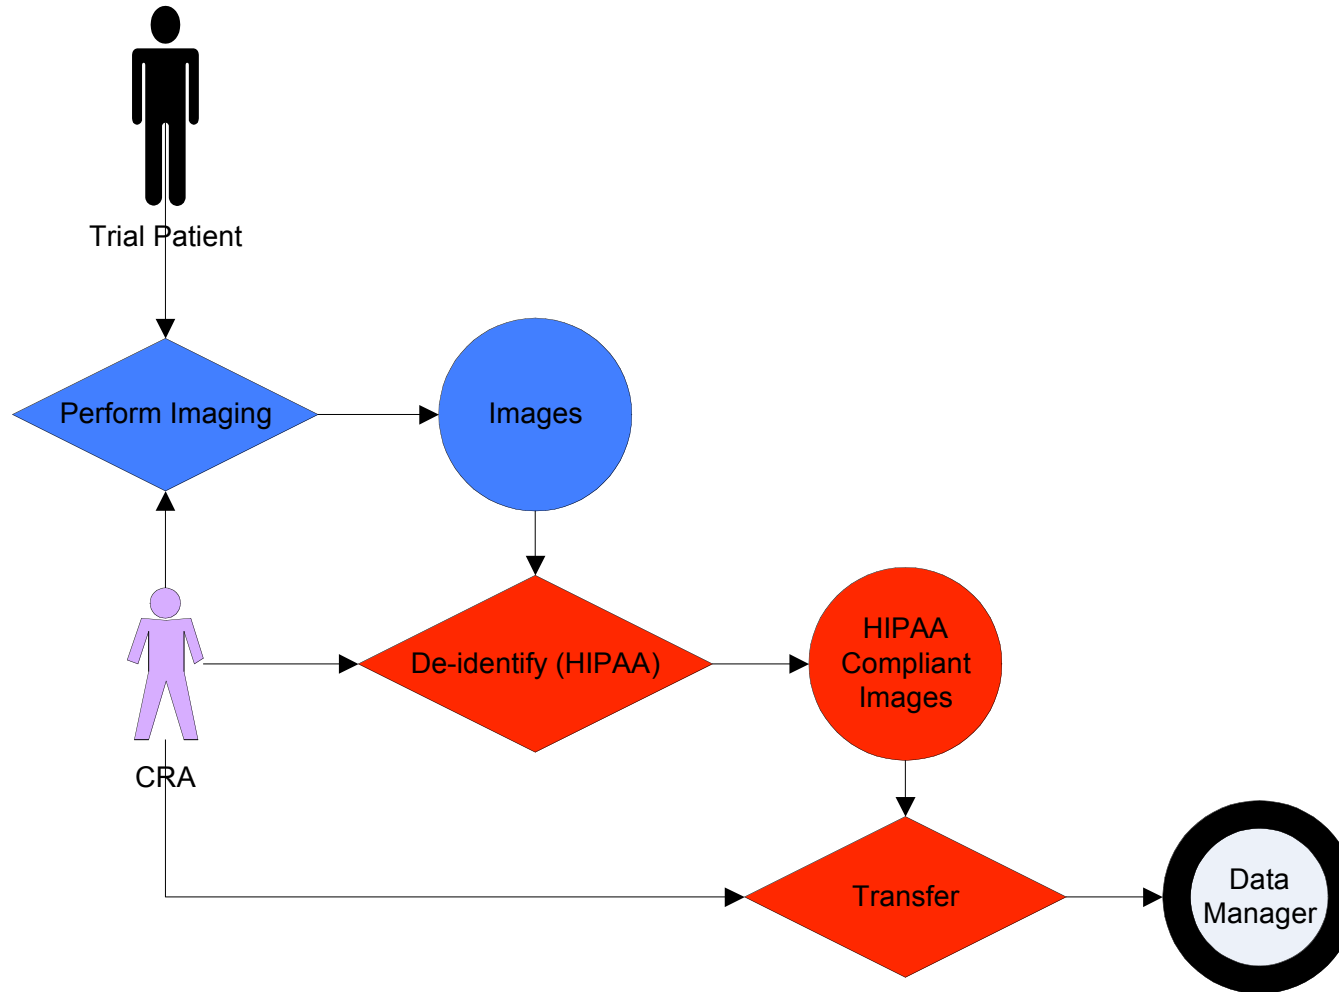 Trial Patient
Perform Imaging
Images
De-identify (HIPAA)
HIPAA
Compliant
Images
CRA
Transfer
Data
Manager